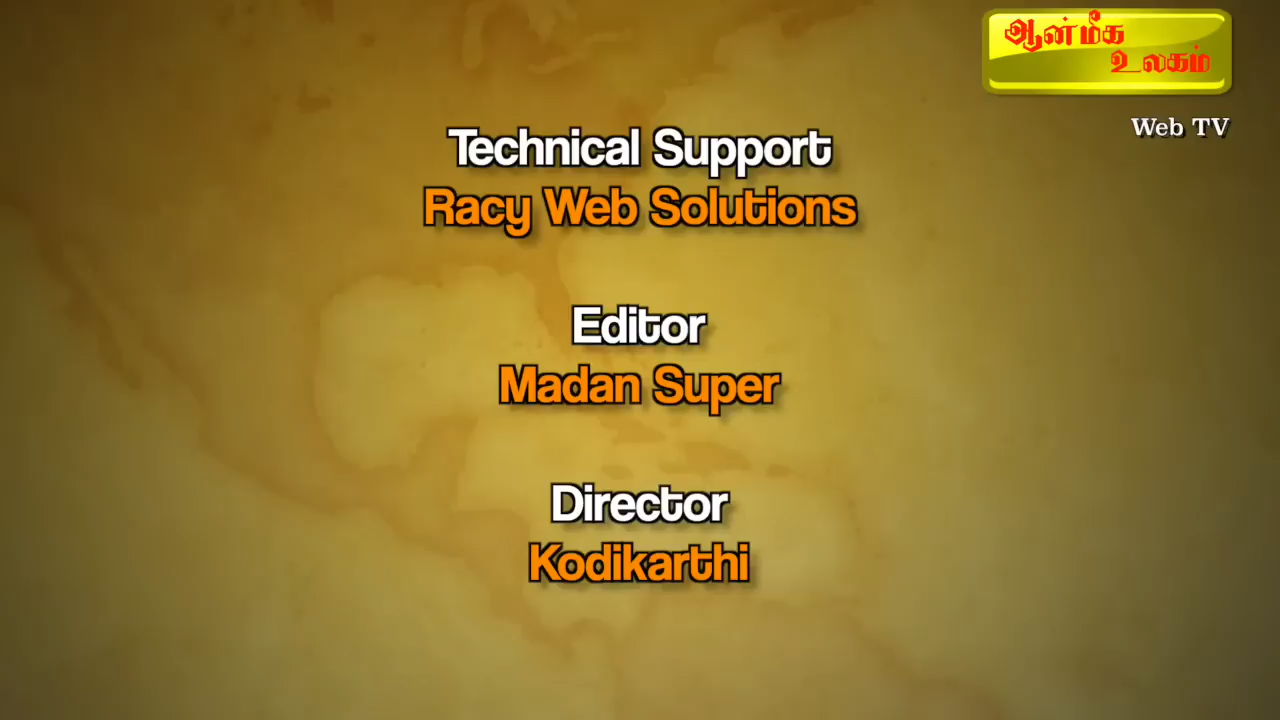 ஆன்மீக
உலகம்
Web TV
Technical Support
Racy Web Solutions
Editor
Madan Super
Director
Kodikarthi